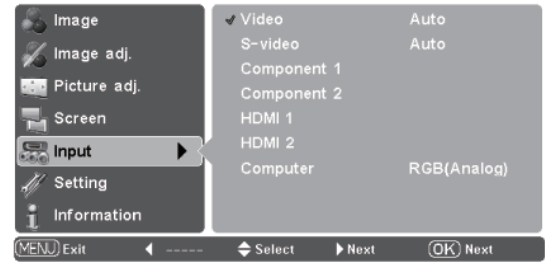 Image
Image adj.
Picture adj.
Screen
Input
Setting
Information
Video Auto
S-video Auto
Component 1
Component 2
HDMI 1
HDMI 2
Computer RGB(Analog)
MENU Exit ----- Select Next OK Next